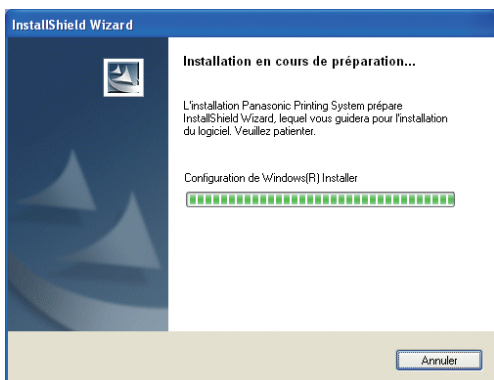 InstallShield Wizard
Installation en cours de préparation...
L'installation Panasonic Printing System prépare
InstallShield Wizard, lequel vous guidera pour l'installation
du logiciel. Veuillez patienter.
Configuration de Windows(R) Installer
Annuler